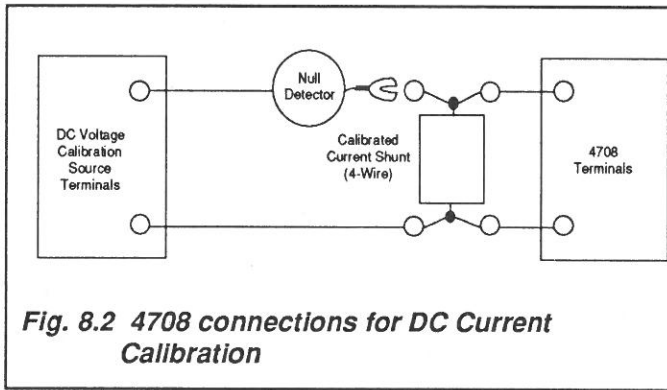 Null
Detector
DC Voltage
Calibration
Source
Terminals
Calibrated
Current Shunt
(4-Wire)
4708
Terminals
Fig. 8.2 4708 connections for DC Current
Calibration